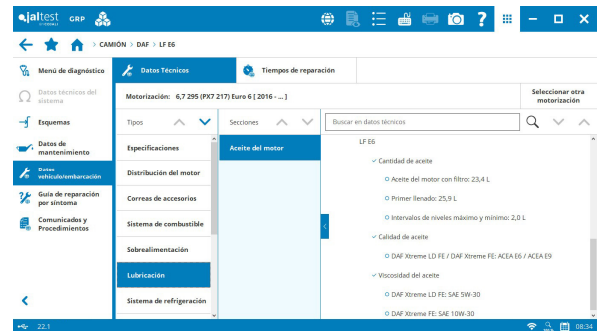 jaltest GRP
CAMIÓN > DAF > LF E6
Menú de diagnóstico
Datos técnicos del sistema
Esquemas
Datos de mantenimiento
Datos vehículo/embarcación
Guía de reparación por síntoma
Comunicados y Procedimientos
Datos Técnicos
Tiempos de reparación
Motorización: 6,7 295 (PX7 217) Euro 6 [ 2016 - ... ]
Seleccionar otra motorización
Tipos
Especificaciones
Distribución del motor
Correas de accesorios
Sistema de combustible
Sobrealimentación
Lubricación
Sistema de refrigeración
Secciones
Aceite del motor
Buscar en datos técnicos
LF E6
Cantidad de aceite
Aceite del motor con filtro: 23,4 L
Primer llenado: 25,9 L
Intervalos de niveles máximo y mínimo: 2,0 L
Calidad de aceite
DAF Xtreme LD FE / DAF Xtreme FE: ACEA E6 / ACEA E9
Viscosidad del aceite
DAF Xtreme LD FE: SAE 5W-30
DAF Xtreme FE: SAE 10W-30
22.1
08:34